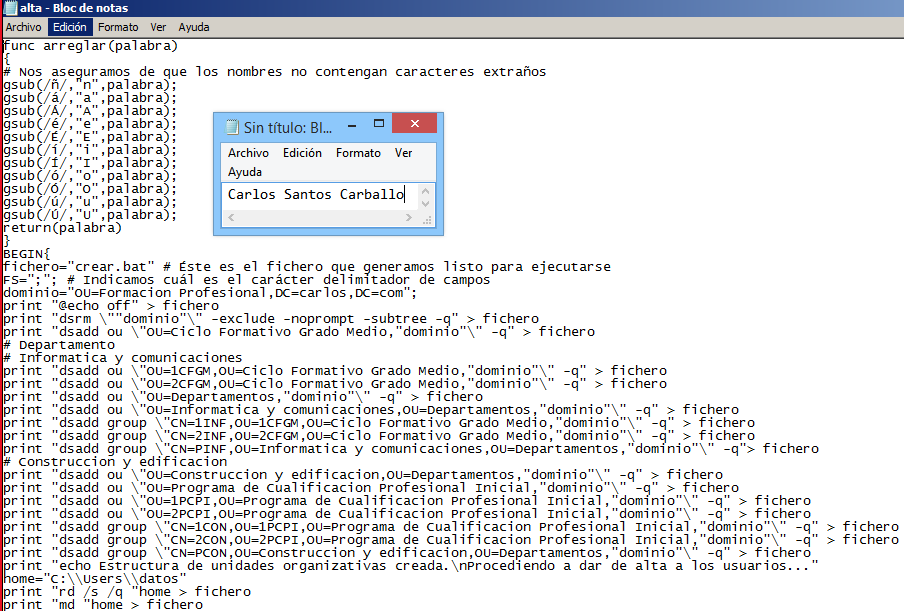 alta - Bloc de notas
Archivo Edición Formato Ver Ayuda
func arreglar(palabra)
{
# Nos aseguramos de que los nombres no contengan caracteres extraños
gsub(/ñ/,"n",palabra);
gsub(/á/,"a",palabra);
gsub(/Á/,"A",palabra);
gsub(/é/,"e",palabra);
gsub(/É/,"E",palabra);
gsub(/í/,"i",palabra);
gsub(/Í/,"I",palabra);
gsub(/ó/,"o",palabra);
gsub(/Ó/,"O",palabra);
gsub(/ú/,"u",palabra);
gsub(/Ú/,"U",palabra);
return(palabra)
}
Sin título: Bl...
Archivo Edición Formato Ver
Ayuda
Carlos Santos Carballo
BEGIN{
fichero="crear.bat" # Éste es el fichero que generamos listo para ejecutarse
FS=";"; # Indicamos cuál es el carácter delimitador de campos
dominio="OU=Formacion Profesional,DC=carlos,DC=com";
print "@echo off" > fichero
print "dsrm \""dominio"\" -exclude -noprompt -subtree -q" > fichero
print "dsadd ou \"OU=Ciclo Formativo Grado Medio,"dominio"\" -q" > fichero
# Departamento
# Informatica y comunicaciones
print "dsadd ou \"OU=1CFGM,OU=Ciclo Formativo Grado Medio,"dominio"\" -q" > fichero
print "dsadd ou \"OU=2CFGM,OU=Ciclo Formativo Grado Medio,"dominio"\" -q" > fichero
print "dsadd ou \"OU=Departamentos,"dominio"\" -q" > fichero
print "dsadd ou \"OU=Informatica y comunicaciones,OU=Departamentos,"dominio"\" -q" > fichero
print "dsadd group \"CN=1INF,OU=1CFGM,OU=Ciclo Formativo Grado Medio,"dominio"\" -q" > fichero
print "dsadd group \"CN=2INF,OU=2CFGM,OU=Ciclo Formativo Grado Medio,"dominio"\" -q" > fichero
print "dsadd group \"CN=PINF,OU=Informatica y comunicaciones,OU=Departamentos,"dominio"\" -q"> fichero
# Construccion y edificacion
print "dsadd ou \"OU=Construccion y edificacion,OU=Departamentos,"dominio"\" -q" > fichero
print "dsadd ou \"OU=Programa de Cualificacion Profesional Inicial,"dominio"\" -q" > fichero
print "dsadd ou \"OU=1PCPI,OU=Programa de Cualificacion Profesional Inicial,"dominio"\" -q" > fichero
print "dsadd ou \"OU=2PCPI,OU=Programa de Cualificacion Profesional Inicial,"dominio"\" -q" > fichero
print "dsadd group \"CN=1CON,OU=1PCPI,OU=Programa de Cualificacion Profesional Inicial,"dominio"\" -q" > fichero
print "dsadd group \"CN=2CON,OU=2PCPI,OU=Programa de Cualificacion Profesional Inicial,"dominio"\" -q" > fichero
print "dsadd group \"CN=PCON,OU=Construccion y edificacion,OU=Departamentos,"dominio"\" -q" > fichero
print "echo Estructura de unidades organizativas creada.\nProcediendo a dar de alta a los usuarios..."
home="C:\\Users\\datos"
print "rd /s /q "home > fichero
print "md "home > fichero